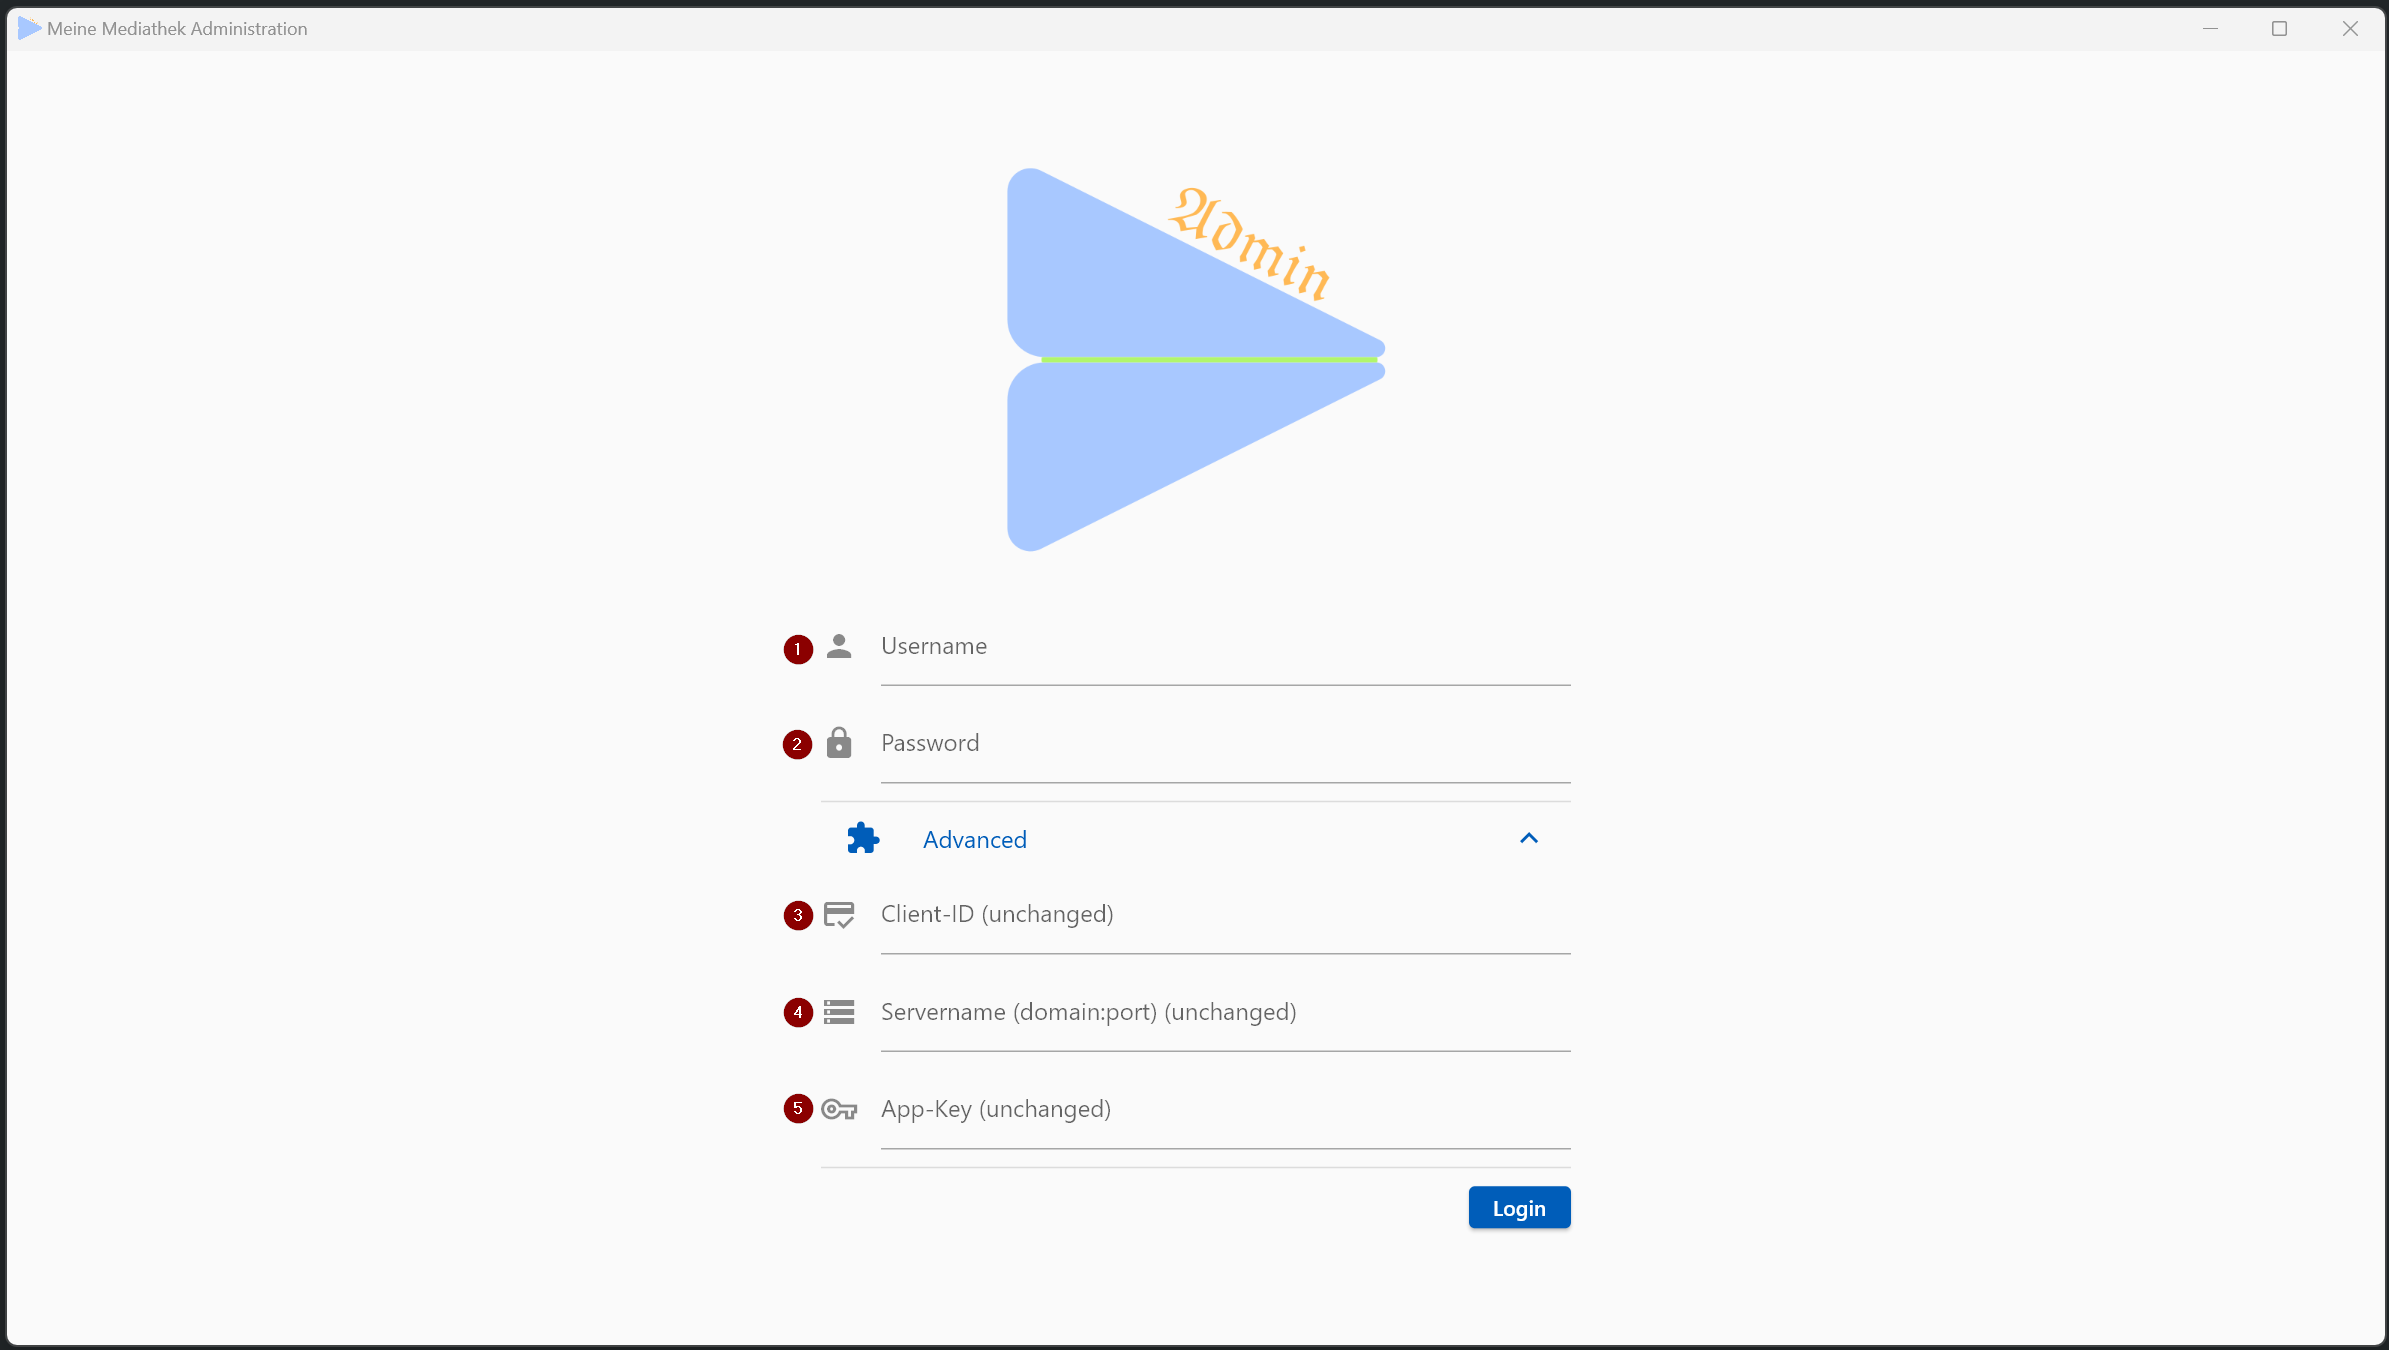 Meine Mediathek Administration
Admin
1 Username
2 Password
Advanced
3 Client-ID (unchanged)
4 Servername (domain:port) (unchanged)
5 App-Key (unchanged)
Login